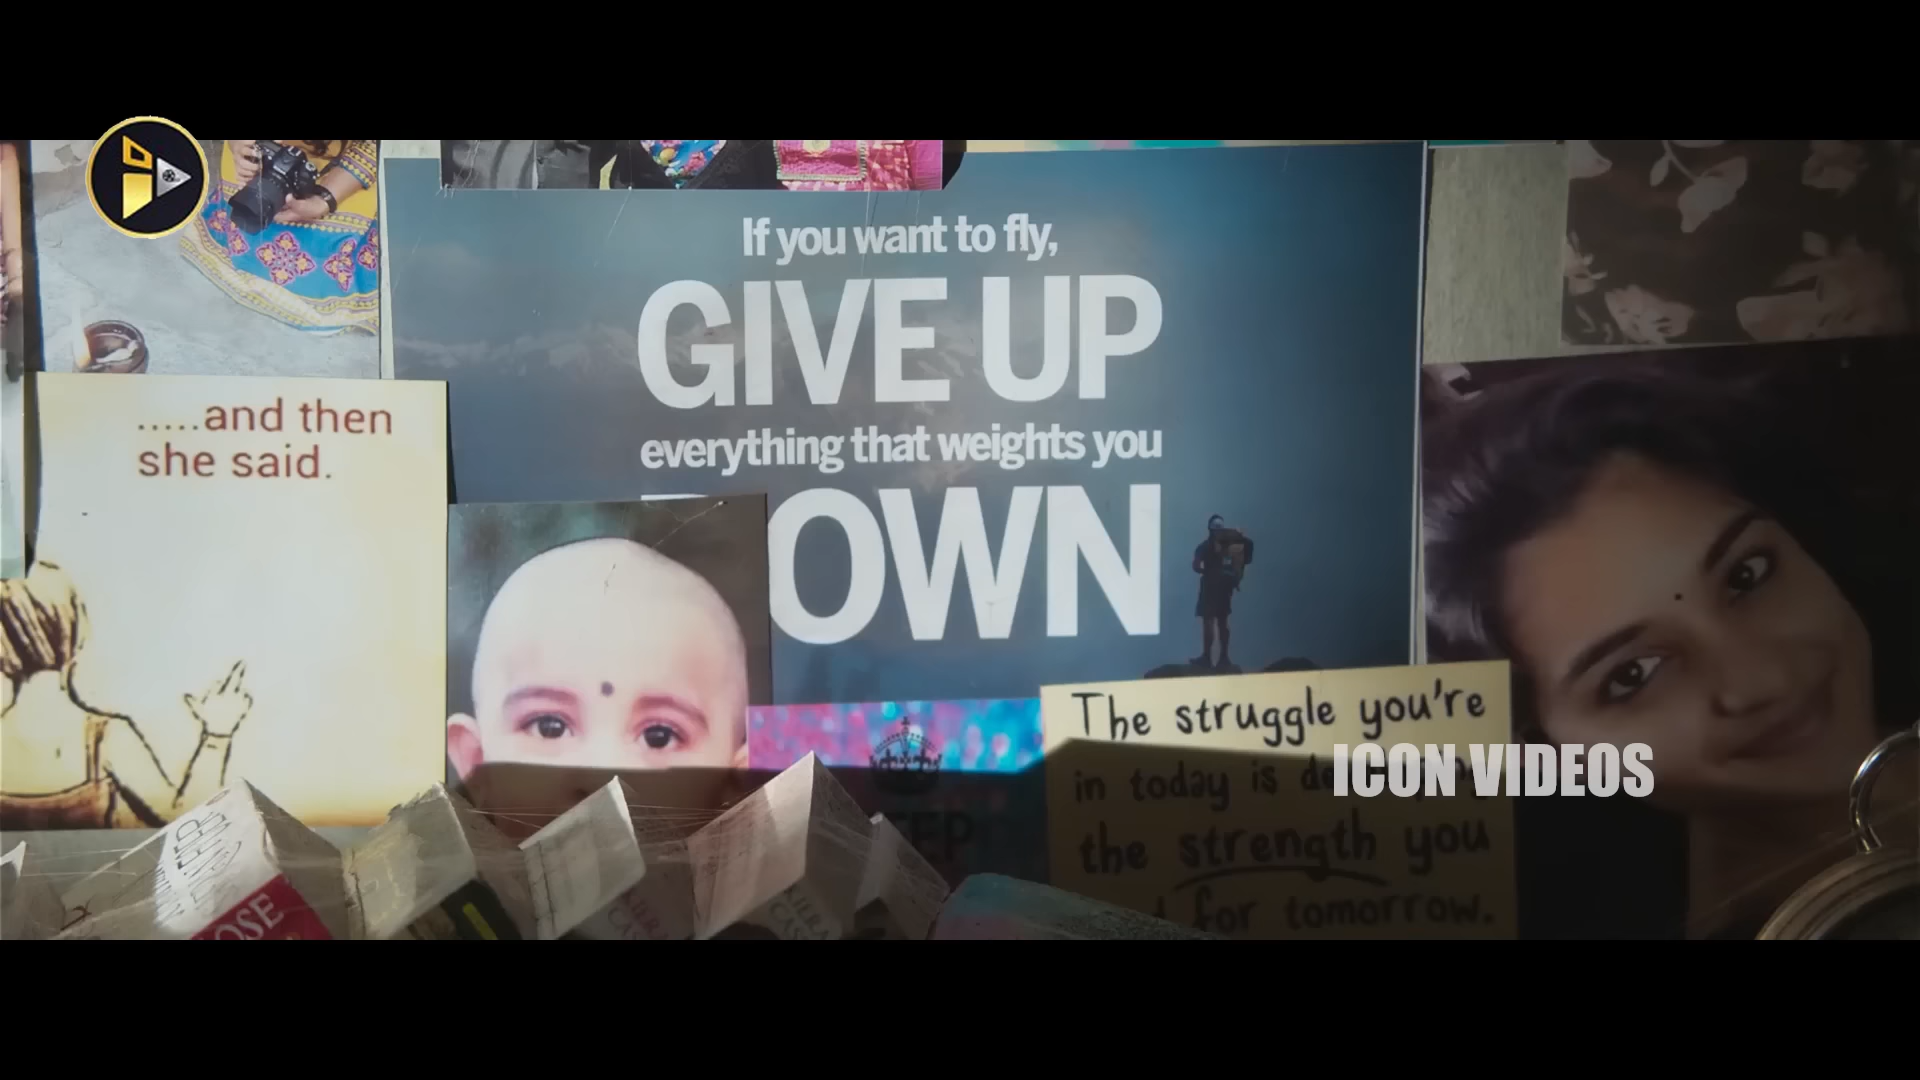 If you want to fly,
GIVE UP
everything that weights you
OWN
.....and then
she said.
The struggle you're
in today is
the strength you
for tomorrow.
ICON VIDEOS
OSE